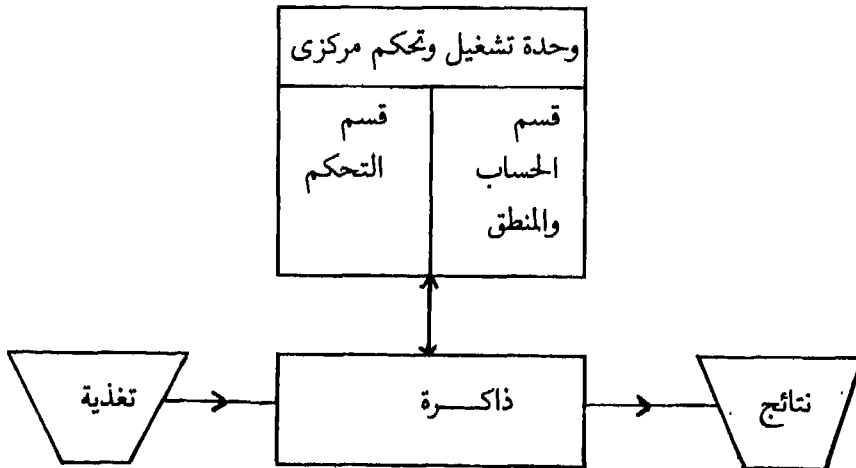 وحدة تشغيل وتحكم مركزى
قسم
الحساب
والمنطق
قسم
التحكم
تغذية
ذاكـــرة
نتائج